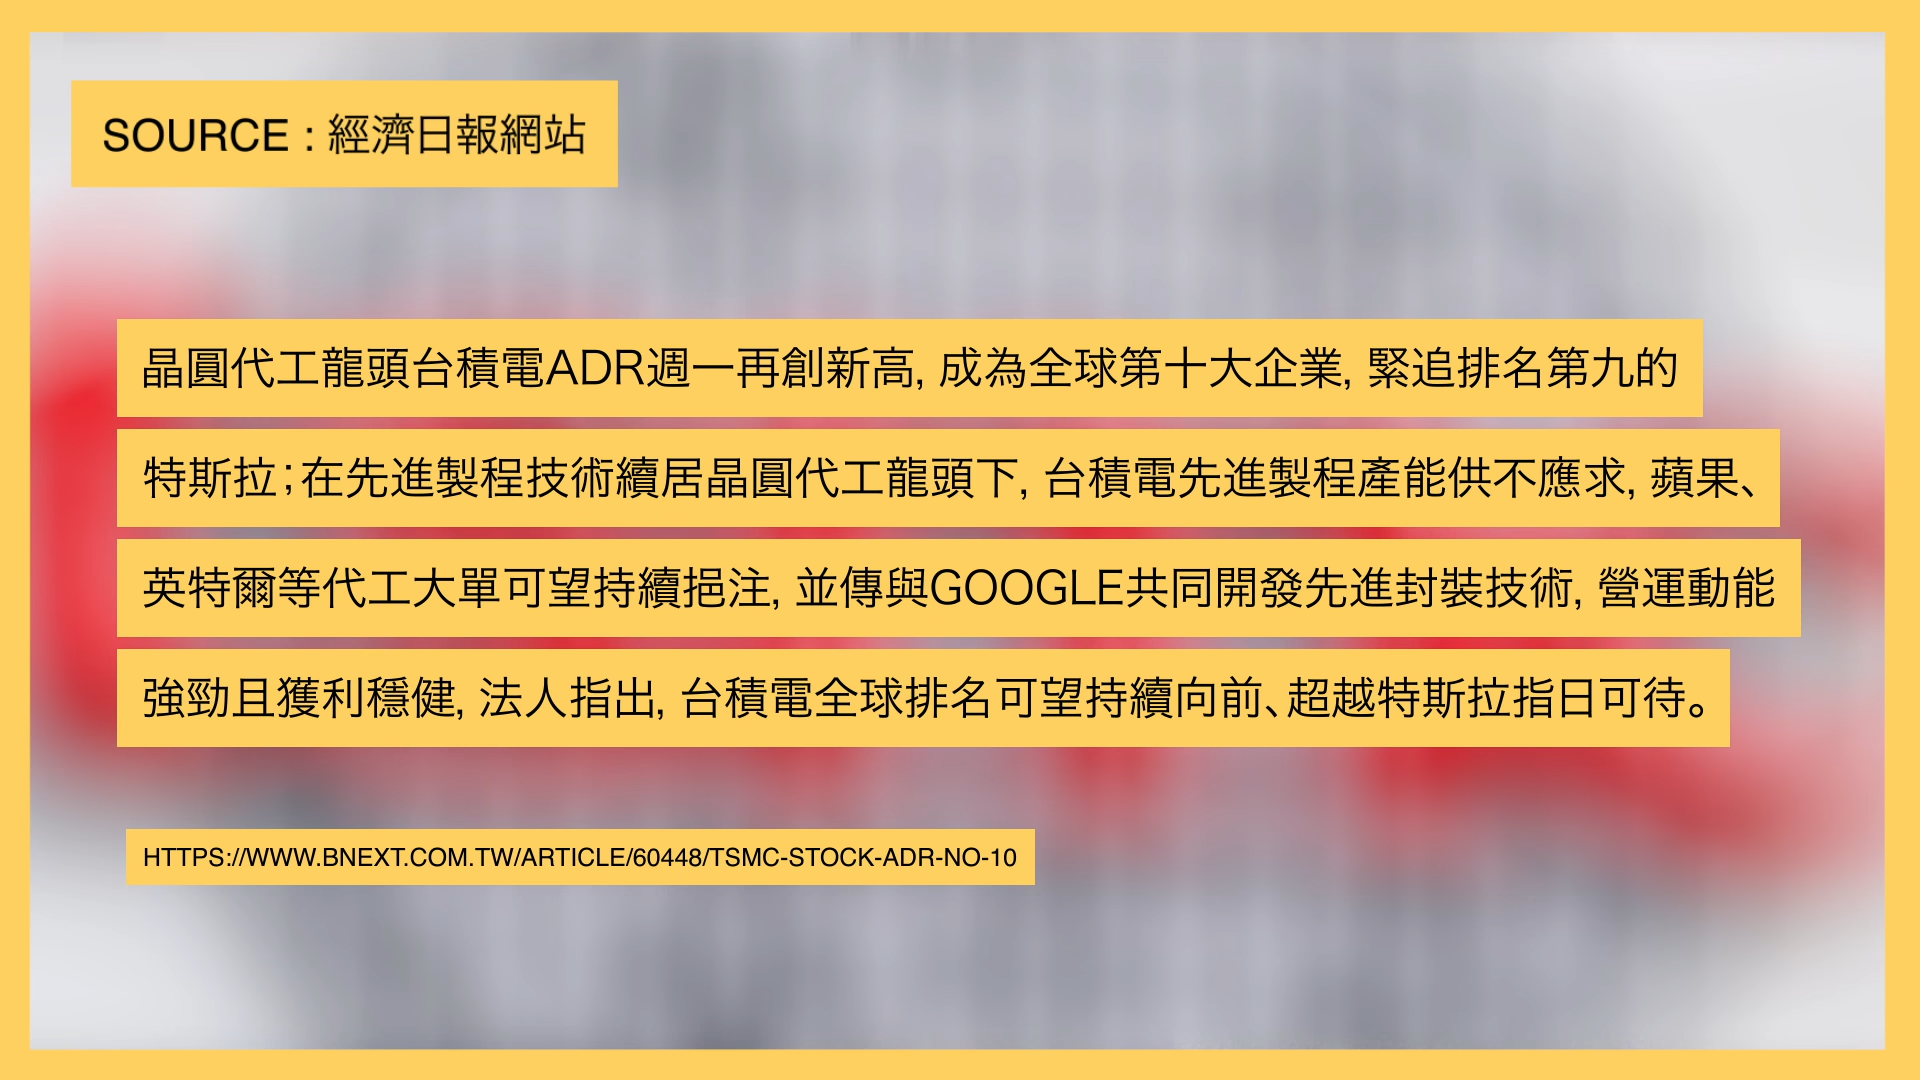 SOURCE : 經濟日報網站
晶圓代工龍頭台積電ADR週一再創新高, 成為全球第十大企業, 緊追排名第九的
特斯拉;在先進製程技術續居晶圓代工龍頭下, 台積電先進製程產能供不應求, 蘋果、
英特爾等代工大單可望持續挹注, 並傳與GOOGLE共同開發先進封裝技術, 營運動能
強勁且獲利穩健, 法人指出, 台積電全球排名可望持續向前、超越特斯拉指日可待。
HTTPS://WWW.BNEXT.COM.TW/ARTICLE/60448/TSMC-STOCK-ADR-NO-10